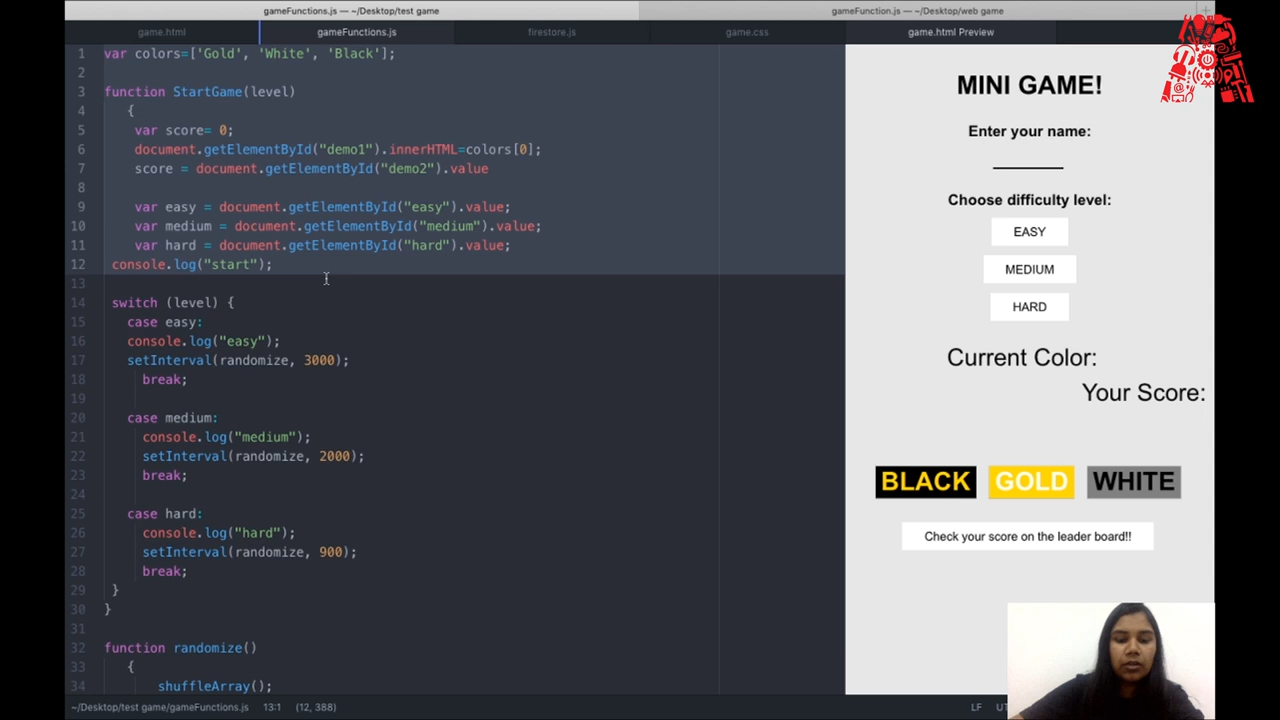 gameFunctions.js — ~/Desktop/test game
gameFunction.js — ~/Desktop/web game
game.html
gameFunctions.js
firestore.js
game.css
game.html Preview
1 var colors=['Gold', 'White', 'Black'];
2
3 function StartGame(level)
4 {
5 var score= 0;
6 document.getElementById("demo1").innerHTML=colors[0];
7 score = document.getElementById("demo2").value
8
9 var easy = document.getElementById("easy").value;
10 var medium = document.getElementById("medium").value;
11 var hard = document.getElementById("hard").value;
12 console.log("start");
13
14 switch (level) {
15 case easy:
16 console.log("easy");
17 setInterval(randomize, 3000);
18 break;
19
20 case medium:
21 console.log("medium");
22 setInterval(randomize, 2000);
23 break;
24
25 case hard:
26 console.log("hard");
27 setInterval(randomize, 900);
28 break;
29 }
30 }
31
32 function randomize()
33 {
34 shuffleArray();
MINI GAME!
Enter your name:
Choose difficulty level:
EASY
MEDIUM
HARD
Current Color:
Your Score:
BLACK GOLD WHITE
Check your score on the leader board!!
~/Desktop/test game/gameFunctions.js 13:1 (12, 388)
LF